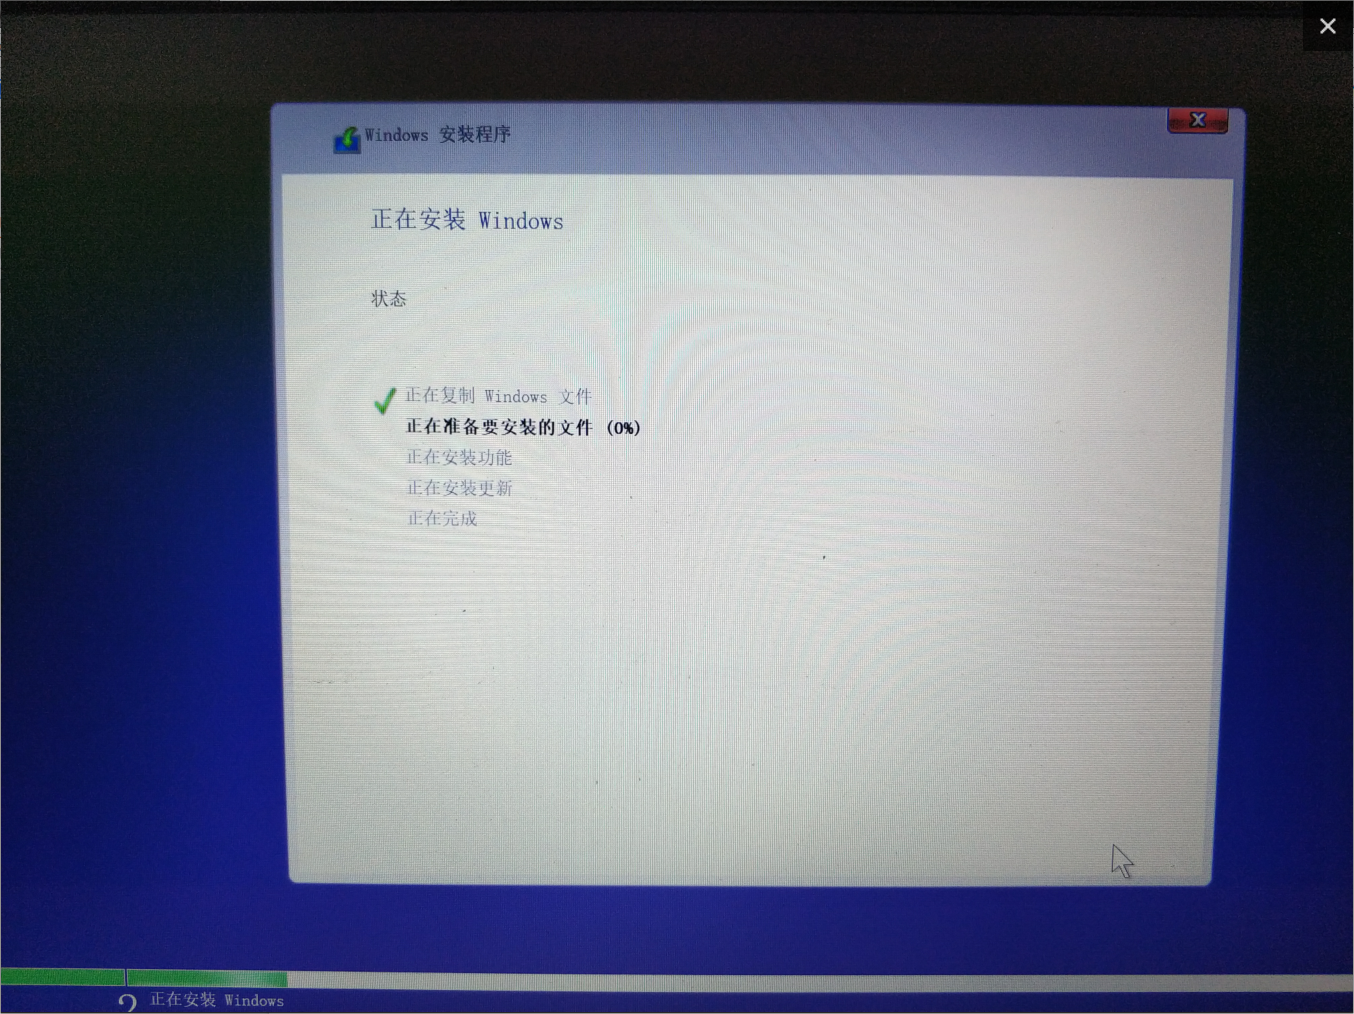 Windows 安装程序
正在安装 Windows
状态
正在复制 Windows 文件
正在准备要安装的文件 (0%)
正在安装功能
正在安装更新
正在完成
2 正在安装 Windows